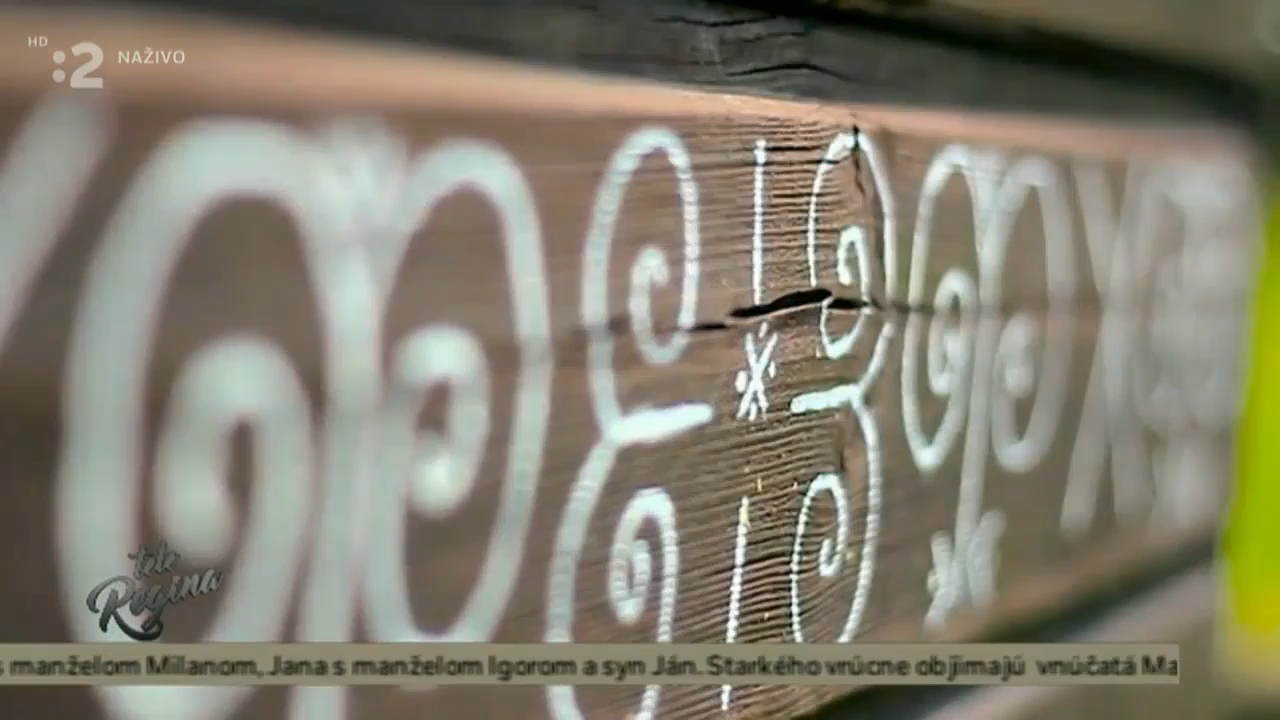 HD
:2 NAŽIVO
tele
Regina
s manželom Milanom, Jana s manželom Igorom a syn Ján. Starkého vrúcne objímajú vnúčatá Ma